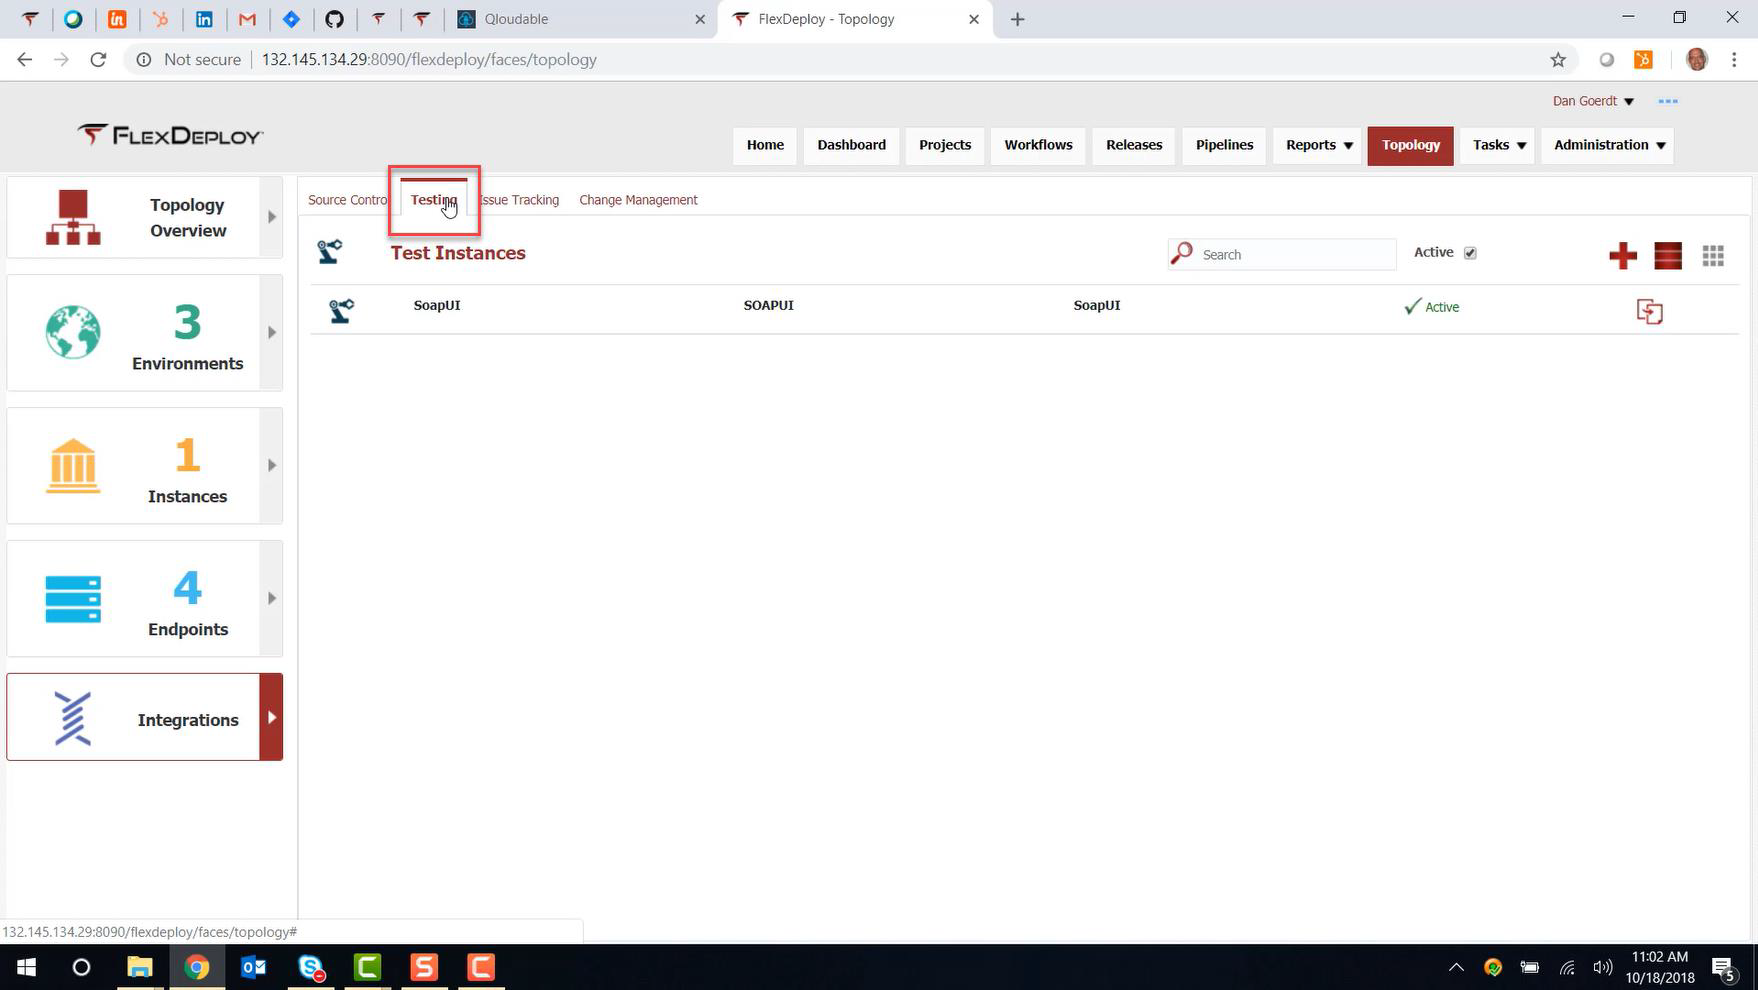 Qloudable
FlexDeploy - Topology
Not secure 132.145.134.29:8090/flexdeploy/faces/topology
Dan Goerdt
FLEXDEPLOY
Home Dashboard Projects Workflows Releases Pipelines Reports Topology Tasks Administration
Topology
Overview
3
Environments
1
Instances
4
Endpoints
Integrations
Source Contro Testing Issue Tracking Change Management
Test Instances
Search
Active
SoapUI SOAPUI SoapUI Active
132.145.134.29:8090/flexdeploy/faces/topology#
11:02 AM
10/18/2018
5